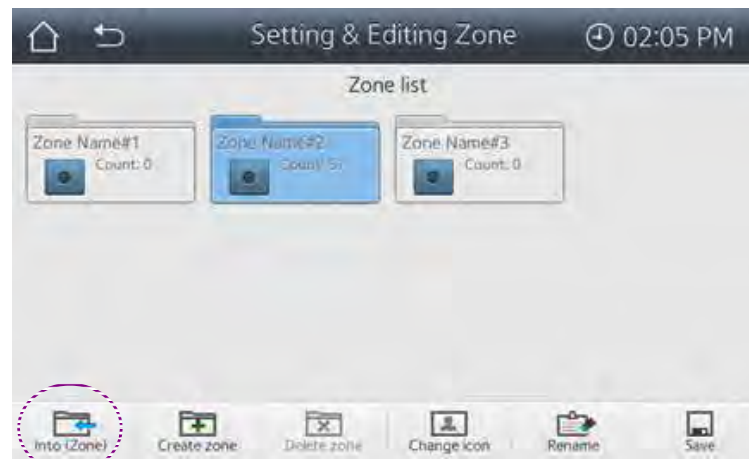 Setting & Editing Zone 02:05 PM
Zone list
Zone Name#1 Zone Name#2 Zone Name#3
Count: 0 Count: Count: 0
Into (Zone) Create zone Delete zone Change icon Rename Save